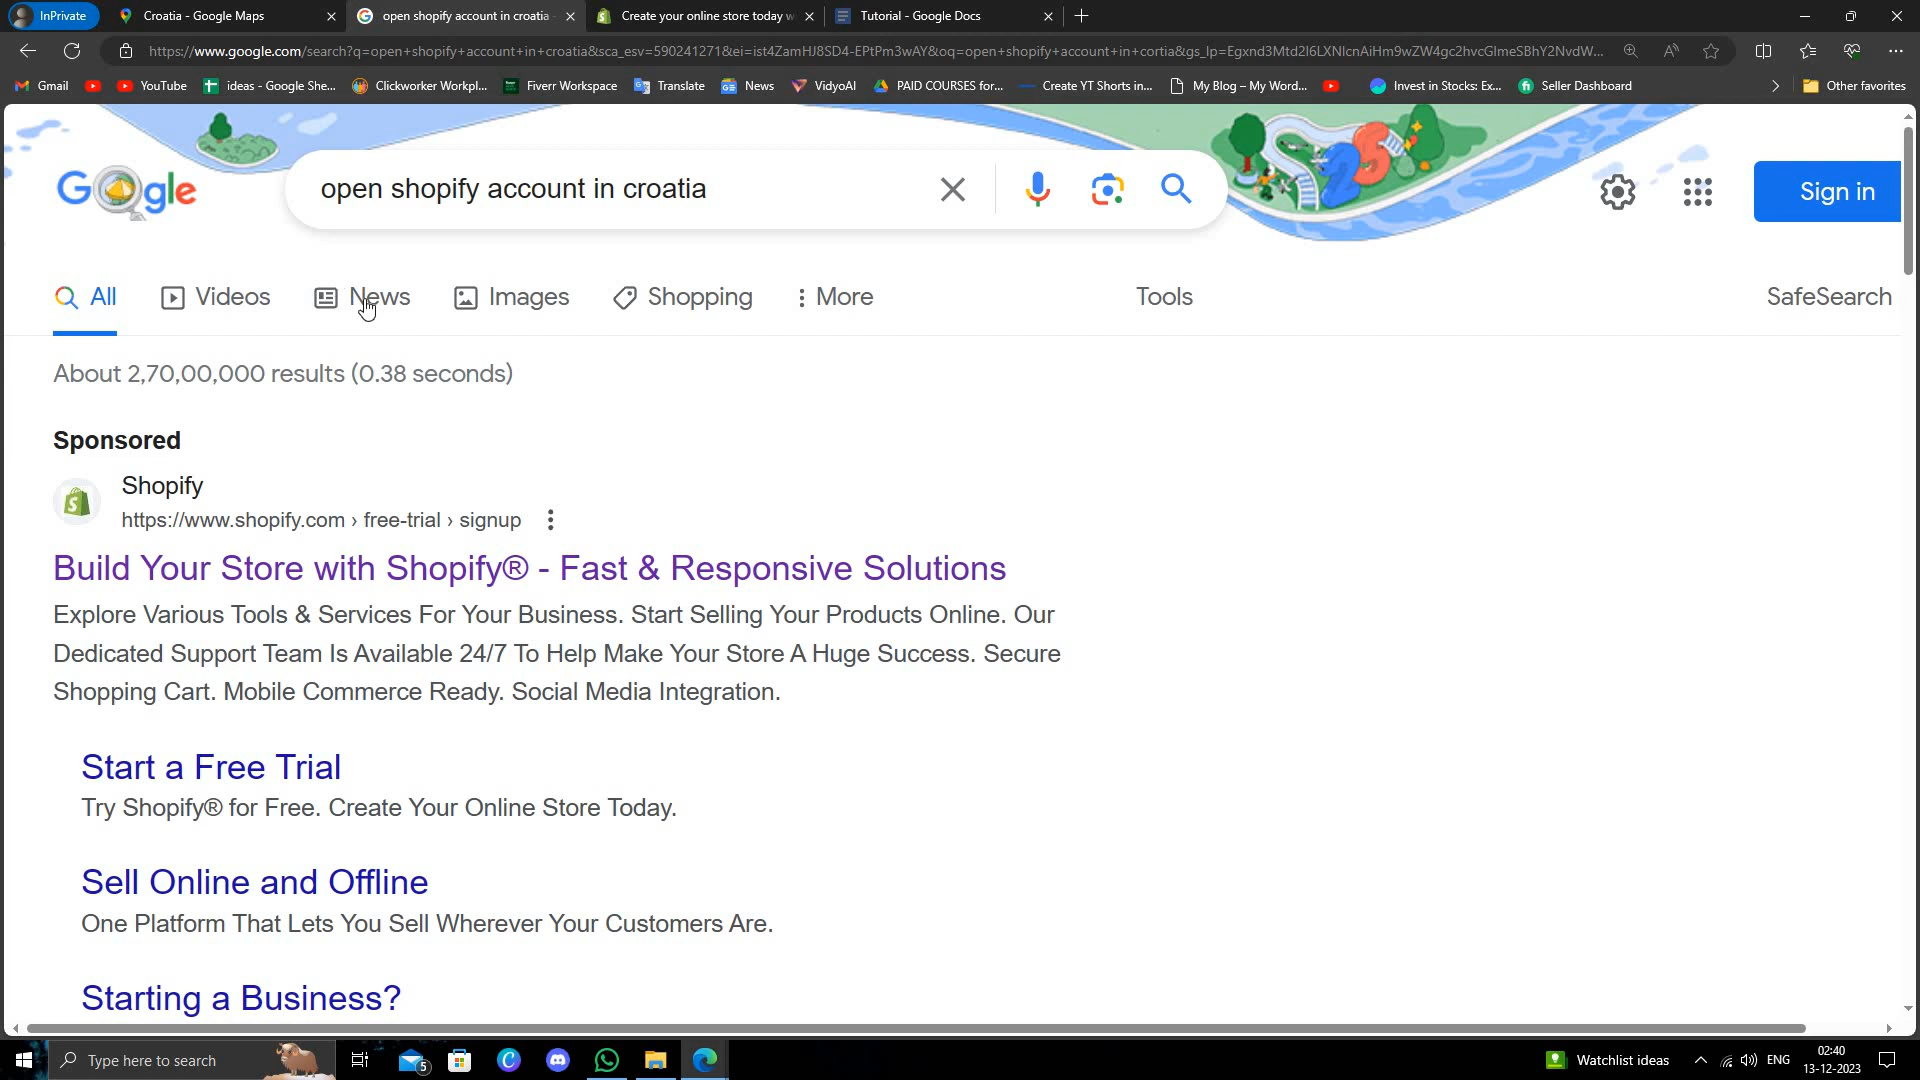 InPrivate
Croatia - Google Maps
open shopify account in croatia
Create your online store today w
Tutorial - Google Docs
https://www.google.com/search?q=open+shopify+account+in+croatia&sca_esv=590241271&ei=ist4ZamHJ8SD4-EPtPm3wAY&oq=open+shopify+account+in+cortia&gs_lp=Egxnd3Mtd2l6LXNlcnAiHm9wZW4gc2hvcGlmeSBhY2NvdW...
Gmail
YouTube
ideas - Google She...
Clickworker Workpl...
Fiverr Workspace
Translate
News
VidyoAI
PAID COURSES for...
Create YT Shorts in...
My Blog – My Word...
Invest in Stocks: Ex...
Seller Dashboard
Other favorites
Google
open shopify account in croatia
25
Sign in
All
Videos
News
Images
Shopping
More
Tools
SafeSearch
About 2,70,00,000 results (0.38 seconds)
Sponsored
Shopify
https://www.shopify.com › free-trial › signup
Build Your Store with Shopify® - Fast & Responsive Solutions
Explore Various Tools & Services For Your Business. Start Selling Your Products Online. Our
Dedicated Support Team Is Available 24/7 To Help Make Your Store A Huge Success. Secure
Shopping Cart. Mobile Commerce Ready. Social Media Integration.
Start a Free Trial
Try Shopify® for Free. Create Your Online Store Today.
Sell Online and Offline
One Platform That Lets You Sell Wherever Your Customers Are.
Starting a Business?
Type here to search
5
Watchlist ideas
ENG
02:40
13-12-2023